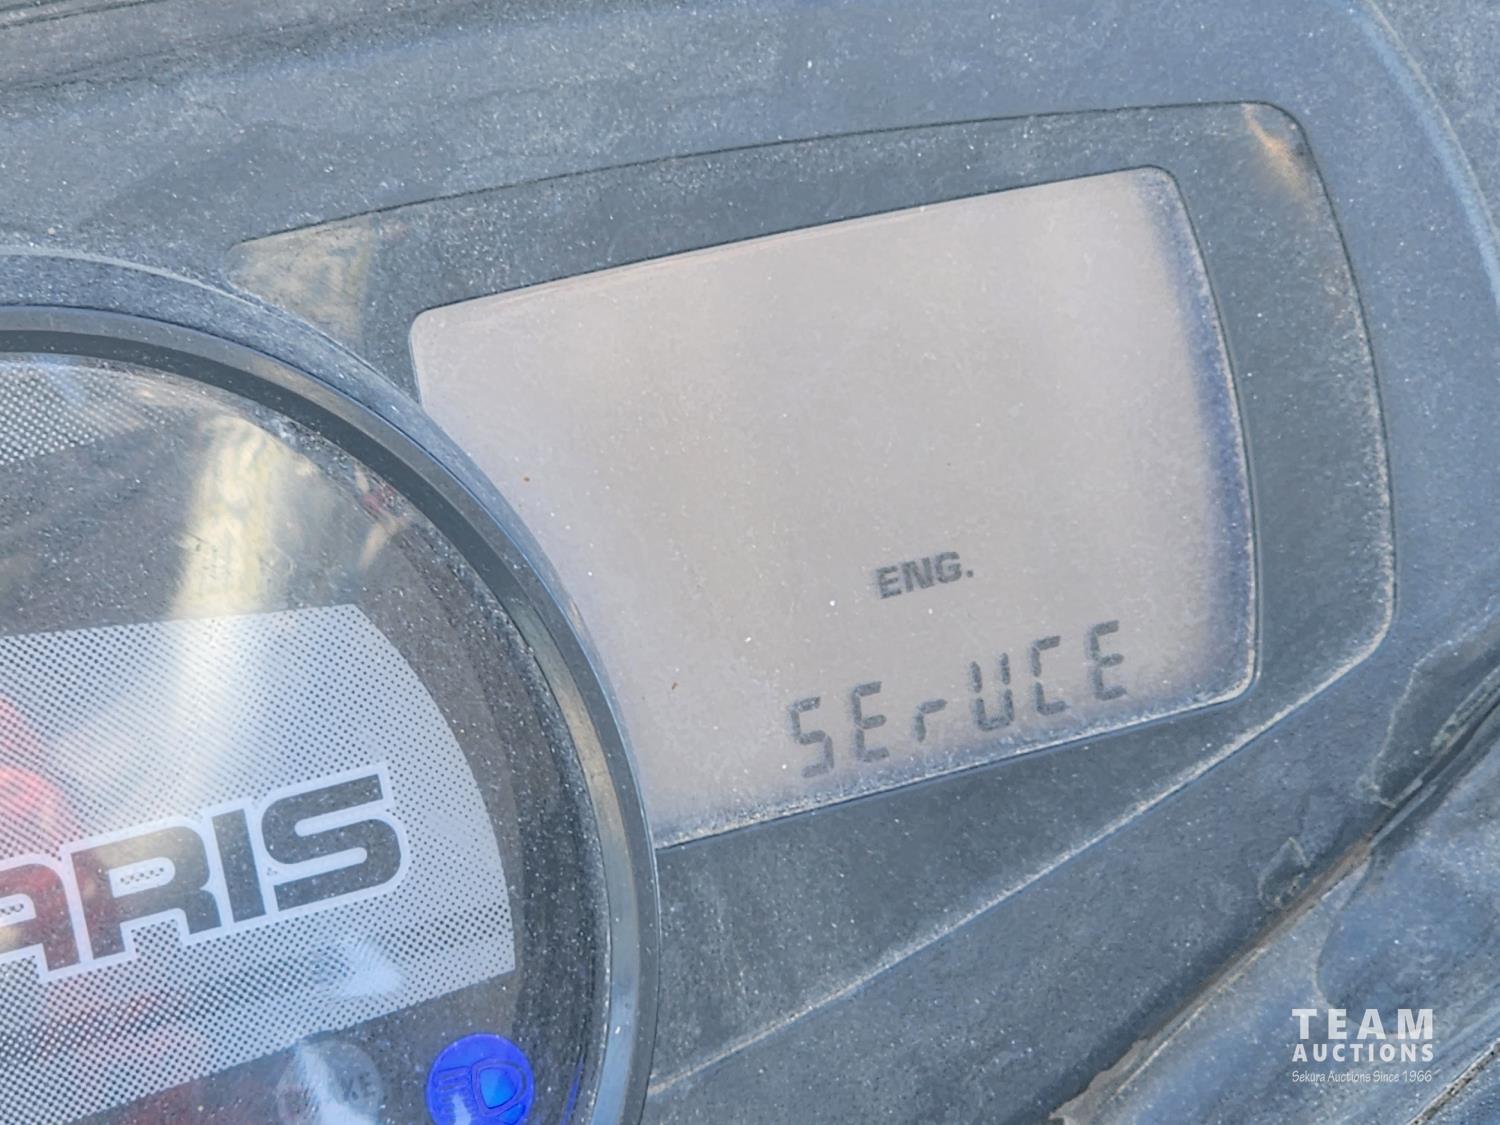 ENG.
SErUCE
ARIS
TEAM
AUCTIONS
Sekura Auctions Since 1966